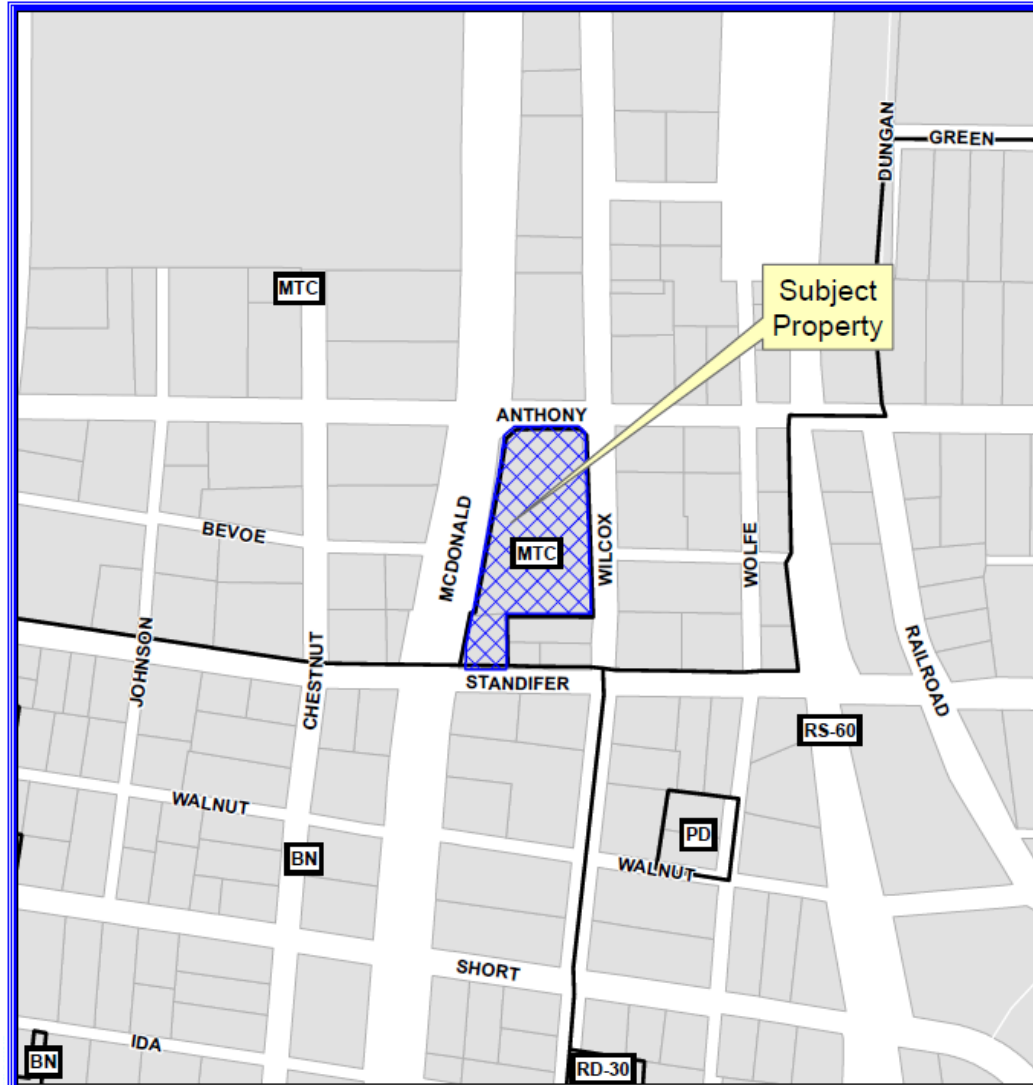 DUNGAN
GREEN
MTC
Subject
Property
ANTHONY
BEVOE
MCDONALD
MTC
WILCOX
WOLFE
JOHNSON
CHESTNUT
STANDIFER
RAILROAD
RS-60
WALNUT
PD
BN
WALNUT
SHORT
IDA
BN
RD-30